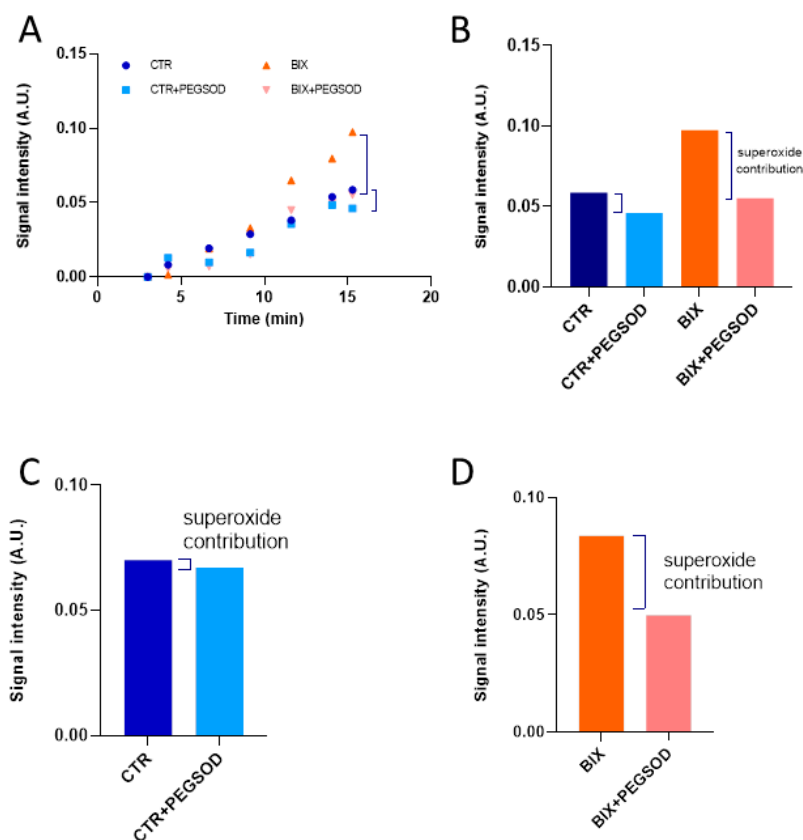 A
CTR
BIX
CTR+PEGSOD
BIX+PEGSOD
Signal intensity (A.U.)
0.15
0.10
0.05
0.00
0
5
10
15
20
Time (min)
B
Signal intensity (A.U.)
0.15
0.10
0.05
0.00
superoxide
contribution
CTR
CTR+PEGSOD
BIX
BIX+PEGSOD
C
Signal intensity (A.U.)
0.10
0.05
0.00
superoxide
contribution
CTR
CTR+PEGSOD
D
Signal intensity (A.U.)
0.10
0.05
0.00
superoxide
contribution
BIX
BIX+PEGSOD